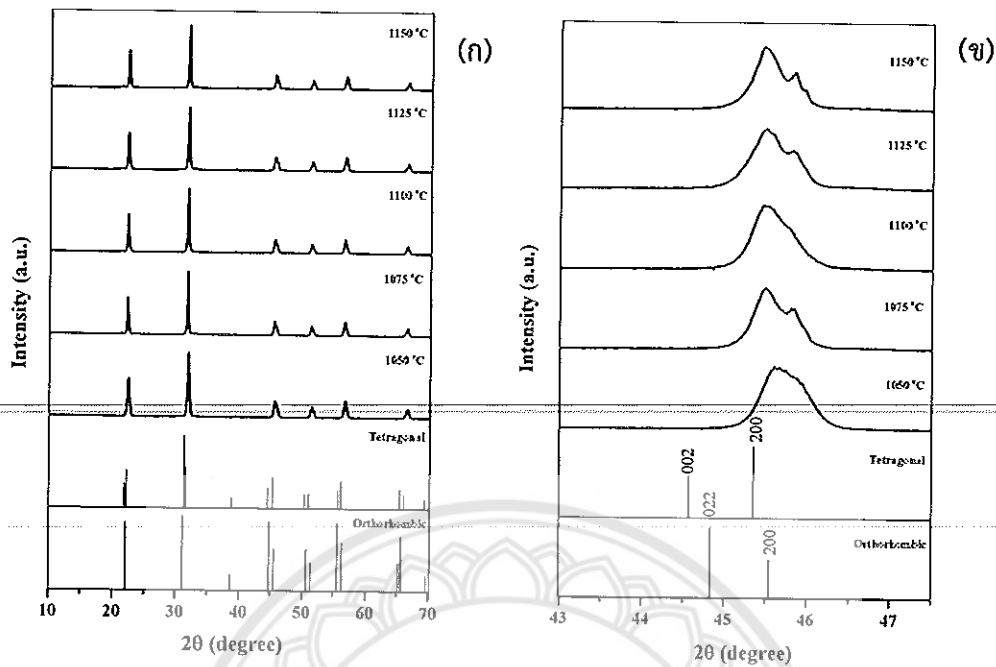 (ก)
1150 °C
1125 °C
1100 °C
1075 °C
1050 °C
Tetragonal
Orthorhombic
Intensity (a.u.)
10 20 30 40 50 60 70
2θ (degree)
(ข)
1150 °C
1125 °C
1100 °C
1075 °C
1050 °C
002
200
Tetragonal
022
200
Orthorhombic
Intensity (a.u.)
43 44 45 46 47
2θ (degree)